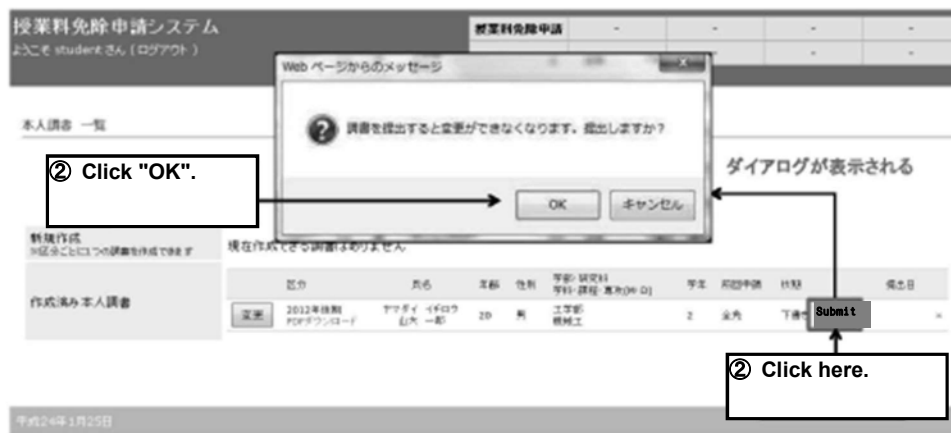 授業料免除申請システム
ようこそ student さん ( ログアウト )
授業料免除申請 - - - -
- - -
Web ページからのメッセージ
調書を提出すると変更ができなくなります。提出しますか?
OK キャンセル
本人調書 一覧
② Click "OK".
ダイアログが表示される
新規作成
※区分ごとに1つの調書を作成できます
現在作成できる調書はありません
作成済み本人調書
区分 氏名 年齢 性別 学部・研究科 学年 前回申請 状態 提出日
学科・課程・専攻(M・D)
変更 2012年後期 ヤマダイ イチロウ 20 男 工学部 2 全免 下書き Submit -
PDFダウンロード 山大 一郎 機械工
② Click here.
平成24年1月25日